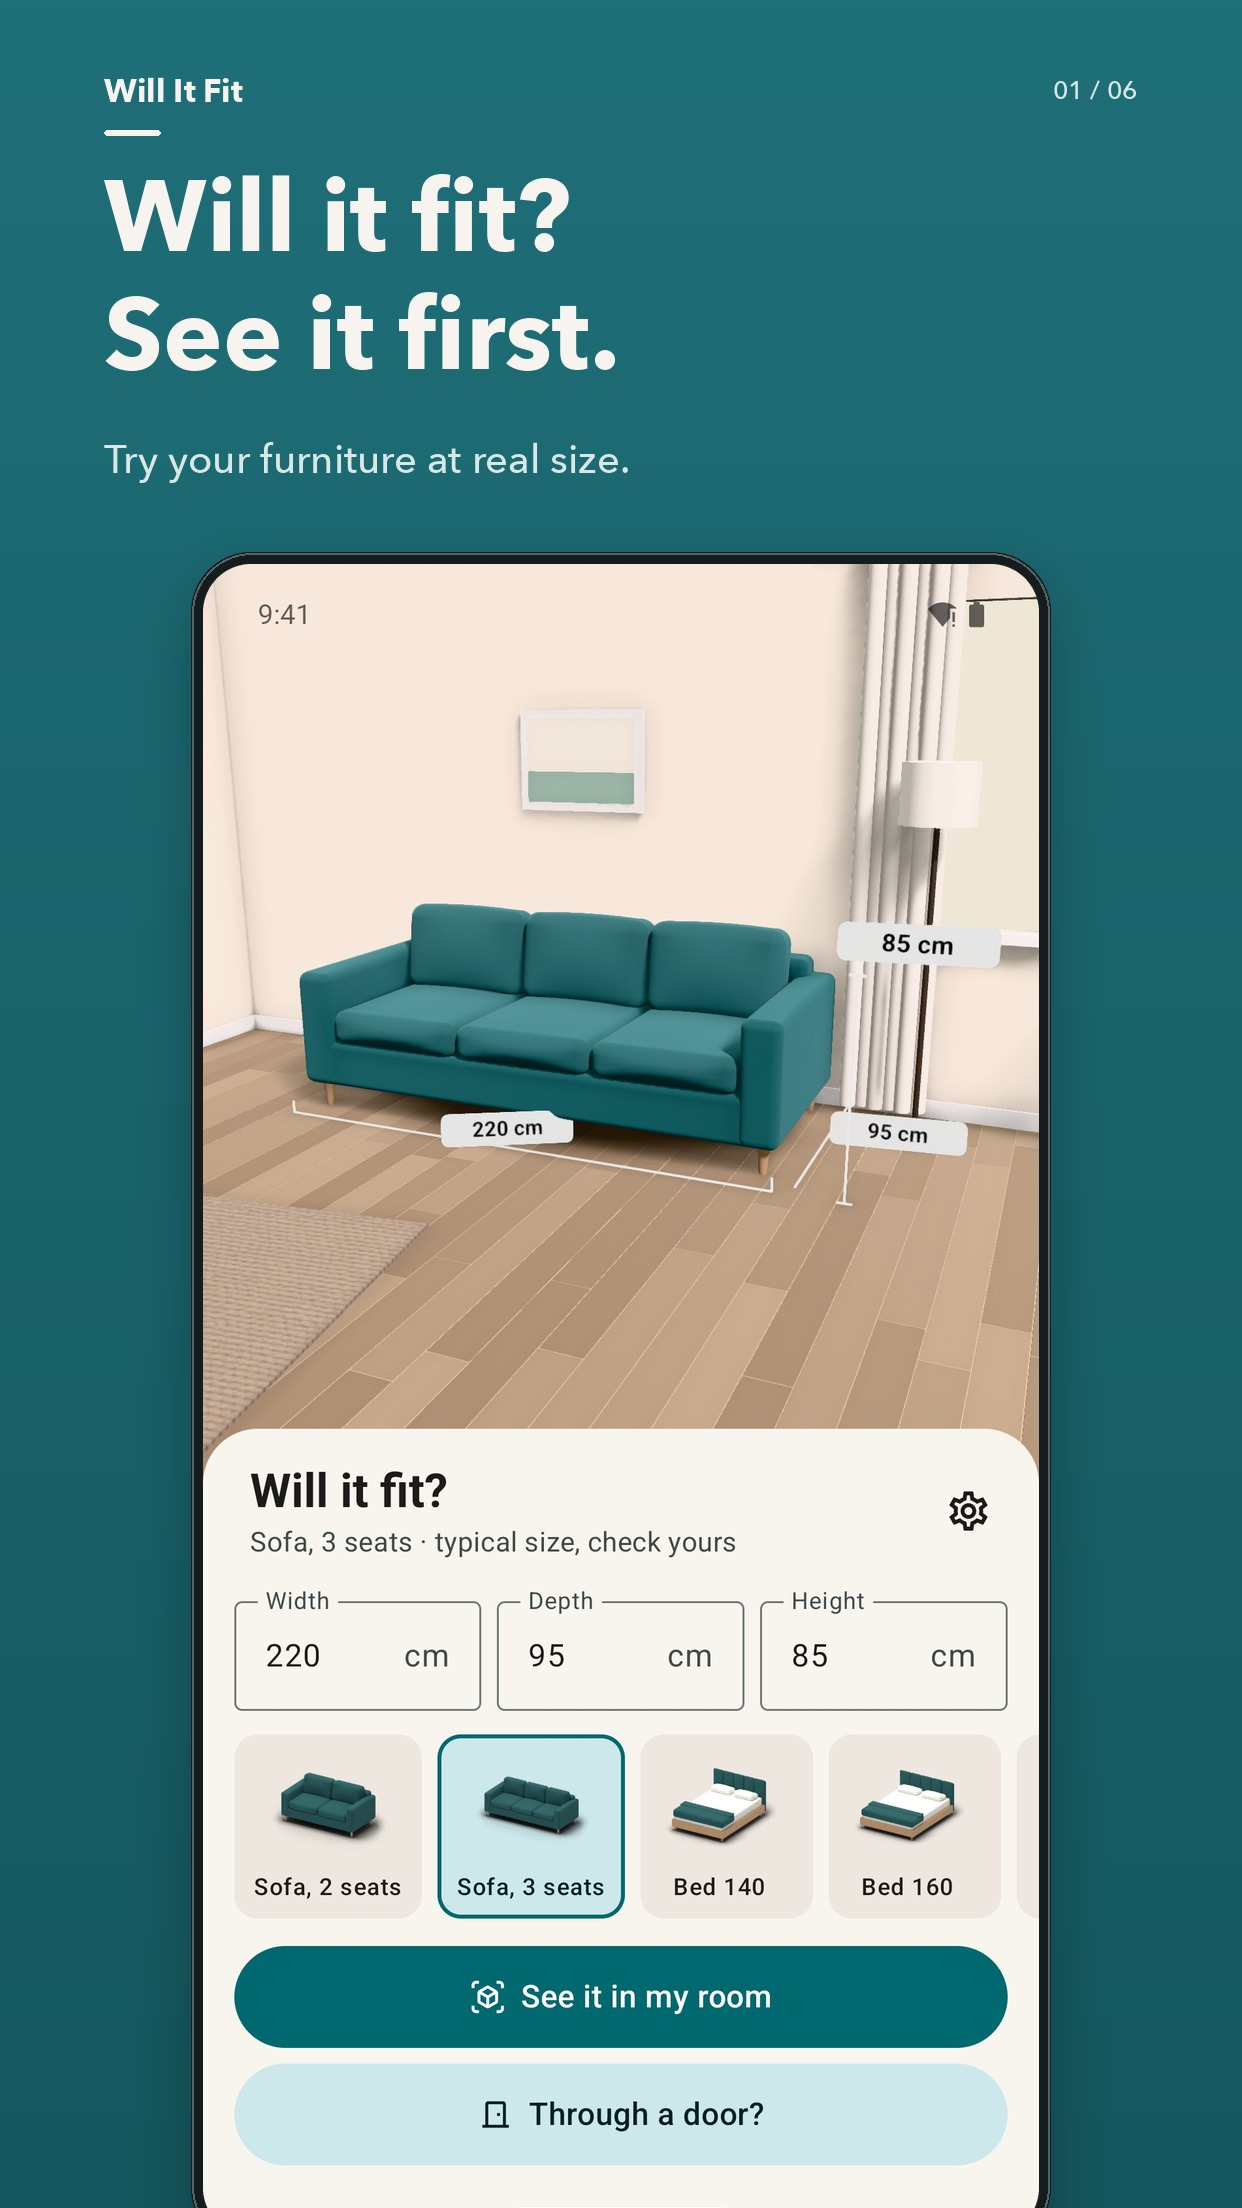 Will It Fit
01 / 06
Will it fit?
See it first.
Try your furniture at real size.
9:41
85 cm
220 cm
95 cm
Will it fit?
Sofa, 3 seats · typical size, check yours
Width
Depth
Height
220 cm
95 cm
85 cm
Sofa, 2 seats
Sofa, 3 seats
Bed 140
Bed 160
See it in my room
Through a door?